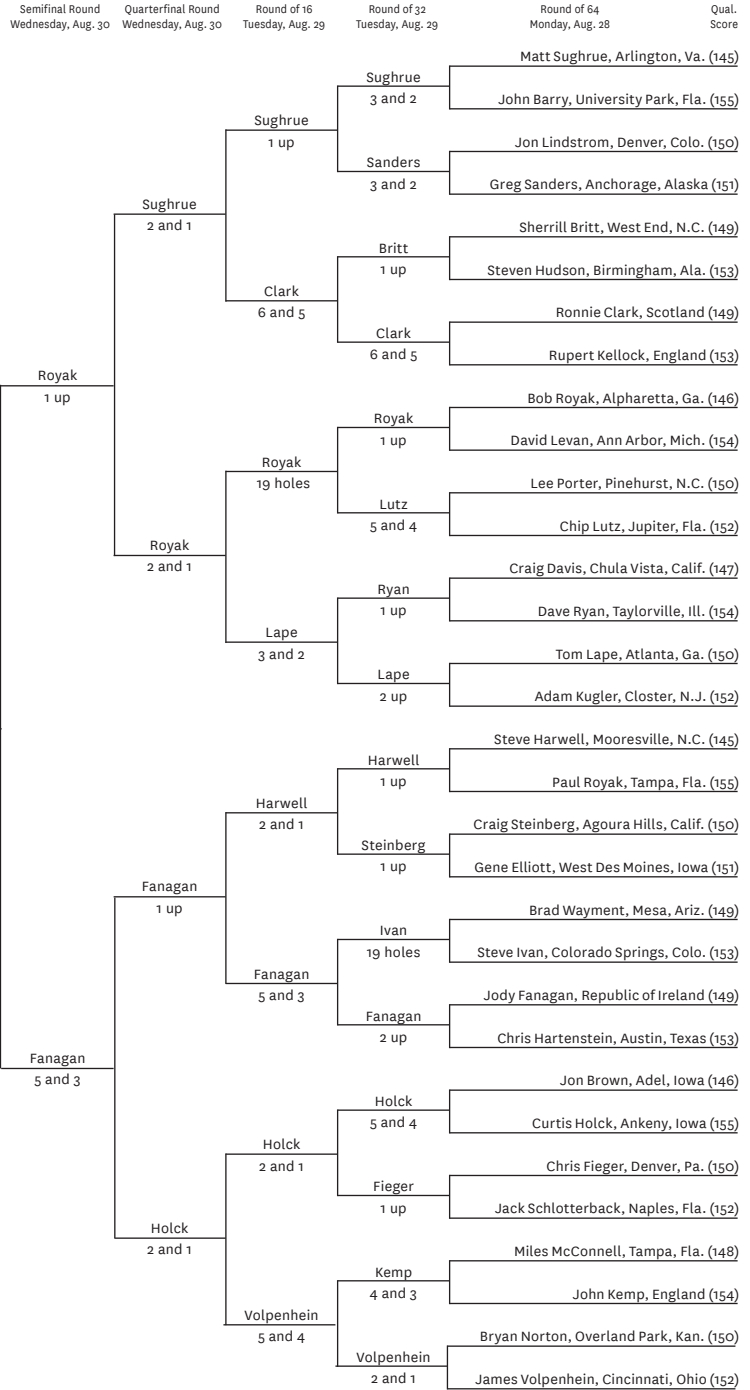 Semifinal Round Quarterfinal Round Round of 16 Round of 32 Round of 64 Qual.
Wednesday, Aug. 30 Wednesday, Aug. 30 Tuesday, Aug. 29 Tuesday, Aug. 29 Monday, Aug. 28 Score
Matt Sughrue, Arlington, Va. (145)
Sughrue
3 and 2
John Barry, University Park, Fla. (155)
Sughrue
1 up
Jon Lindstrom, Denver, Colo. (150)
Sanders
3 and 2
Greg Sanders, Anchorage, Alaska (151)
Sughrue
2 and 1
Sherrill Britt, West End, N.C. (149)
Britt
1 up
Steven Hudson, Birmingham, Ala. (153)
Clark
6 and 5
Ronnie Clark, Scotland (149)
Clark
6 and 5
Rupert Kellock, England (153)
Royak
1 up
Bob Royak, Alpharetta, Ga. (146)
Royak
1 up
David Levan, Ann Arbor, Mich. (154)
Royak
19 holes
Lee Porter, Pinehurst, N.C. (150)
Lutz
5 and 4
Chip Lutz, Jupiter, Fla. (152)
Royak
2 and 1
Craig Davis, Chula Vista, Calif. (147)
Ryan
1 up
Dave Ryan, Taylorville, Ill. (154)
Lape
3 and 2
Tom Lape, Atlanta, Ga. (150)
Lape
2 up
Adam Kugler, Closter, N.J. (152)
Steve Harwell, Mooresville, N.C. (145)
Harwell
1 up
Paul Royak, Tampa, Fla. (155)
Harwell
2 and 1
Craig Steinberg, Agoura Hills, Calif. (150)
Steinberg
1 up
Gene Elliott, West Des Moines, Iowa (151)
Fanagan
1 up
Brad Wayment, Mesa, Ariz. (149)
Ivan
19 holes
Steve Ivan, Colorado Springs, Colo. (153)
Fanagan
5 and 3
Jody Fanagan, Republic of Ireland (149)
Fanagan
2 up
Chris Hartenstein, Austin, Texas (153)
Fanagan
5 and 3
Jon Brown, Adel, Iowa (146)
Holck
5 and 4
Curtis Holck, Ankeny, Iowa (155)
Holck
2 and 1
Chris Fieger, Denver, Pa. (150)
Fieger
1 up
Jack Schlotterback, Naples, Fla. (152)
Holck
2 and 1
Miles McConnell, Tampa, Fla. (148)
Kemp
4 and 3
John Kemp, England (154)
Volpenhein
5 and 4
Bryan Norton, Overland Park, Kan. (150)
Volpenhein
2 and 1
James Volpenhein, Cincinnati, Ohio (152)